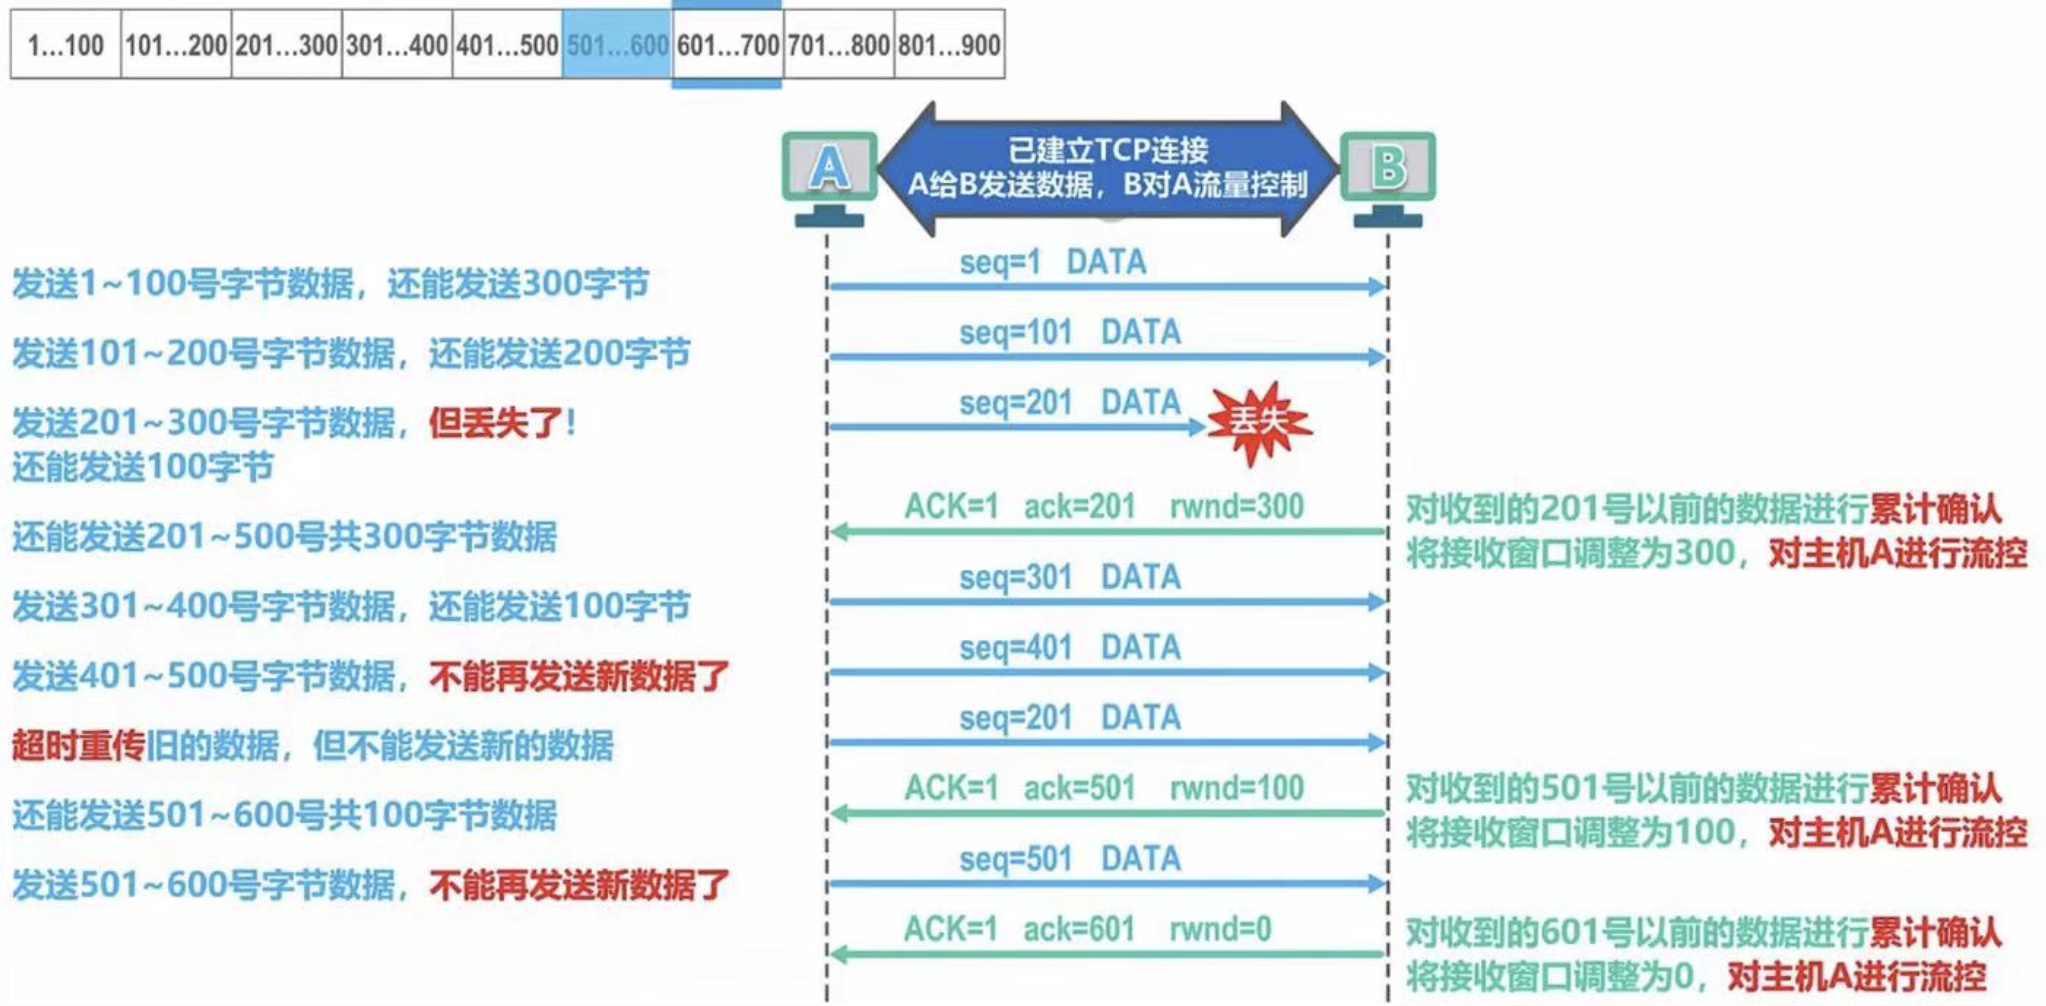 1...100 101...200 201...300 301...400 401...500 501...600 601...700 701...800 801...900
A
已建立TCP连接
A给B发送数据，B对A流量控制
B
发送1~100号字节数据，还能发送300字节
seq=1 DATA
发送101~200号字节数据，还能发送200字节
seq=101 DATA
发送201~300号字节数据，但丢失了！
还能发送100字节
seq=201 DATA
丢失
还能发送201~500号共300字节数据
ACK=1 ack=201 rwnd=300
对收到的201号以前的数据进行累计确认
将接收窗口调整为300，对主机A进行流控
发送301~400号字节数据，还能发送100字节
seq=301 DATA
发送401~500号字节数据，不能再发送新数据了
seq=401 DATA
超时重传旧的数据，但不能发送新的数据
seq=201 DATA
还能发送501~600号共100字节数据
ACK=1 ack=501 rwnd=100
对收到的501号以前的数据进行累计确认
将接收窗口调整为100，对主机A进行流控
发送501~600号字节数据，不能再发送新数据了
seq=501 DATA
ACK=1 ack=601 rwnd=0
对收到的601号以前的数据进行累计确认
将接收窗口调整为0，对主机A进行流控